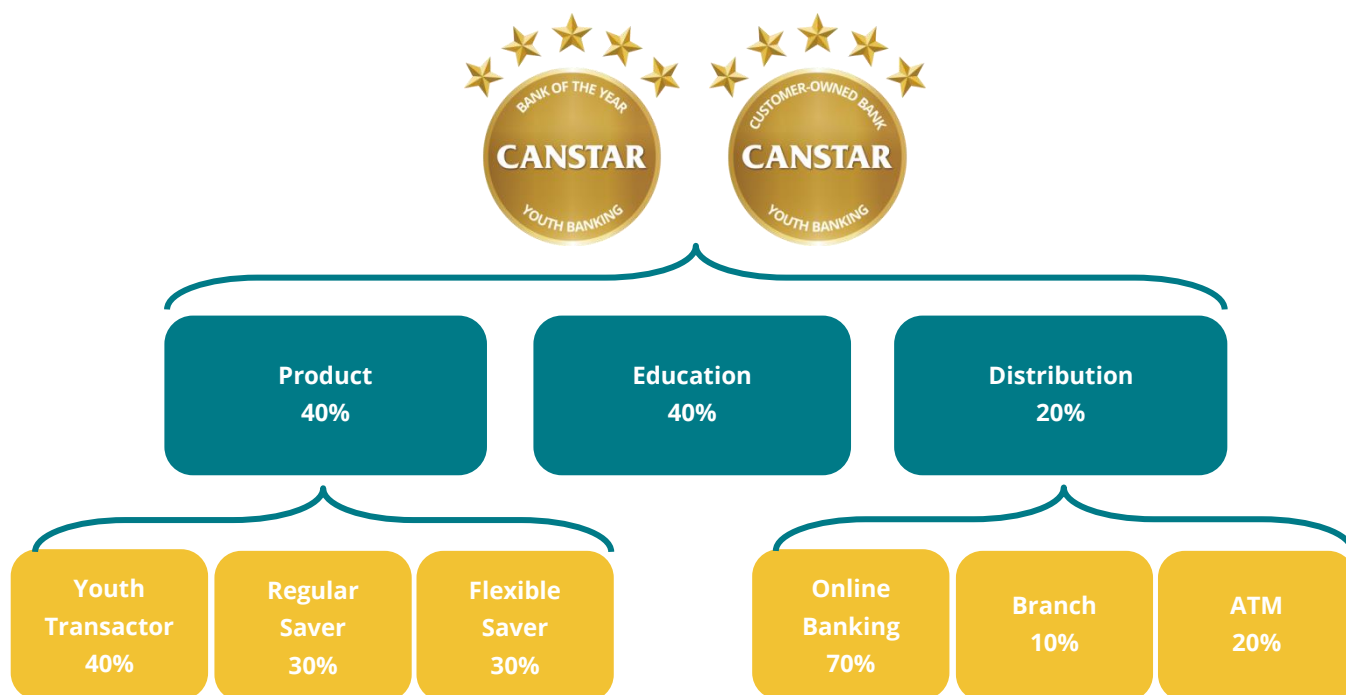 BANK OF THE YEAR
CANSTAR
YOUTH BANKING
CUSTOMER-OWNED BANK
CANSTAR
YOUTH BANKING
Product
40%
Education
40%
Distribution
20%
Youth
Transactor
40%
Regular
Saver
30%
Flexible
Saver
30%
Online
Banking
70%
Branch
10%
ATM
20%